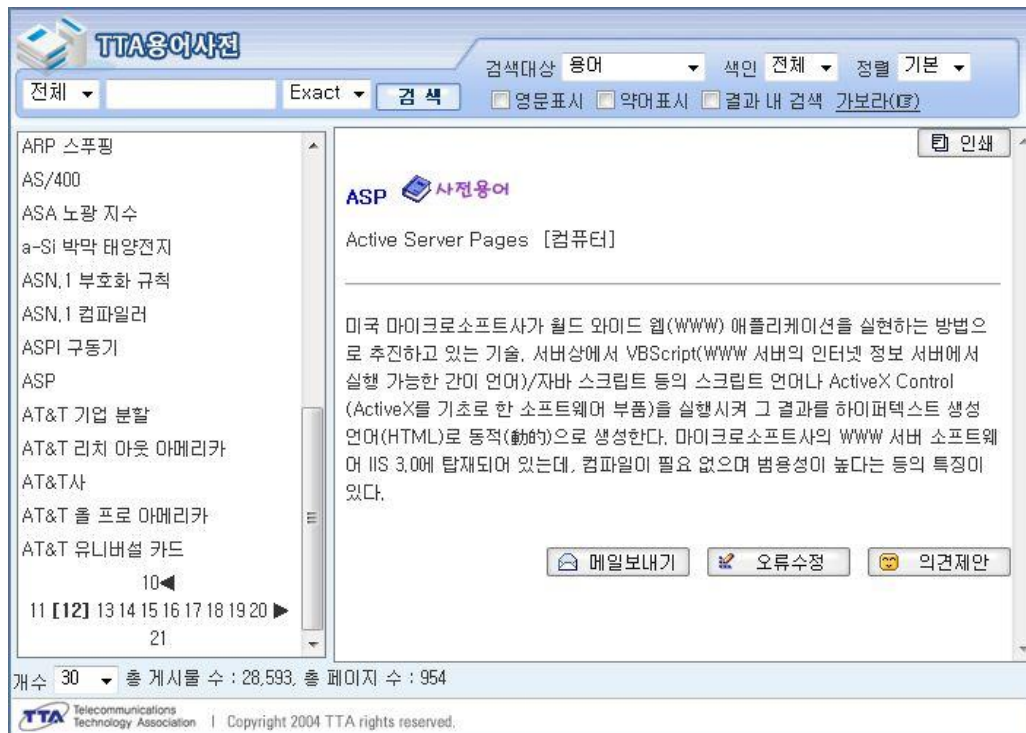 TTA용어사전
검색대상 용어 색인 전체 정렬 기본
전체 Exact 검색 영문표시 약어표시 결과 내 검색 가보라(☞)
ARP 스푸핑
AS/400
ASA 노광 지수
a-Si 박막 태양전지
ASN.1 부호화 규칙
ASN.1 컴파일러
ASPI 구동기
ASP
AT&T 기업 분할
AT&T 리치 아웃 아메리카
AT&T사
AT&T 올 프로 아메리카
AT&T 유니버설 카드
10◀
11 [12] 13 14 15 16 17 18 19 20 ▶
21
인쇄
ASP 사전용어
Active Server Pages [컴퓨터]
미국 마이크로소프트사가 월드 와이드 웹(WWW) 애플리케이션을 실현하는 방법으
로 추진하고 있는 기술. 서버상에서 VBScript(WWW 서버의 인터넷 정보 서버에서
실행 가능한 간이 언어)/자바 스크립트 등의 스크립트 언어나 ActiveX Control
(ActiveX를 기초로 한 소프트웨어 부품)을 실행시켜 그 결과를 하이퍼텍스트 생성
언어(HTML)로 동적(動的)으로 생성한다. 마이크로소프트사의 WWW 서버 소프트웨
어 IIS 3.0에 탑재되어 있는데, 컴파일이 필요 없으며 범용성이 높다는 등의 특징이
있다.
메일보내기 오류수정 의견제안
개수 30 총 게시물 수 : 28,593, 총 페이지 수 : 954
TTA Telecommunications
Technology Association | Copyright 2004 TTA rights reserved.